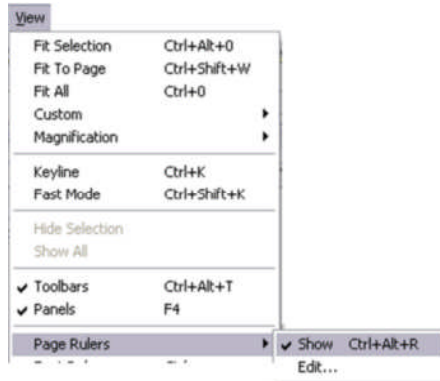 View
Fit Selection Ctrl+Alt+0
Fit To Page Ctrl+Shift+W
Fit All Ctrl+0
Custom
Magnification
Keyline Ctrl+K
Fast Mode Ctrl+Shift+K
Hide Selection
Show All
Toolbars Ctrl+Alt+T
Panels F4
Page Rulers
Show Ctrl+Alt+R
Edit...